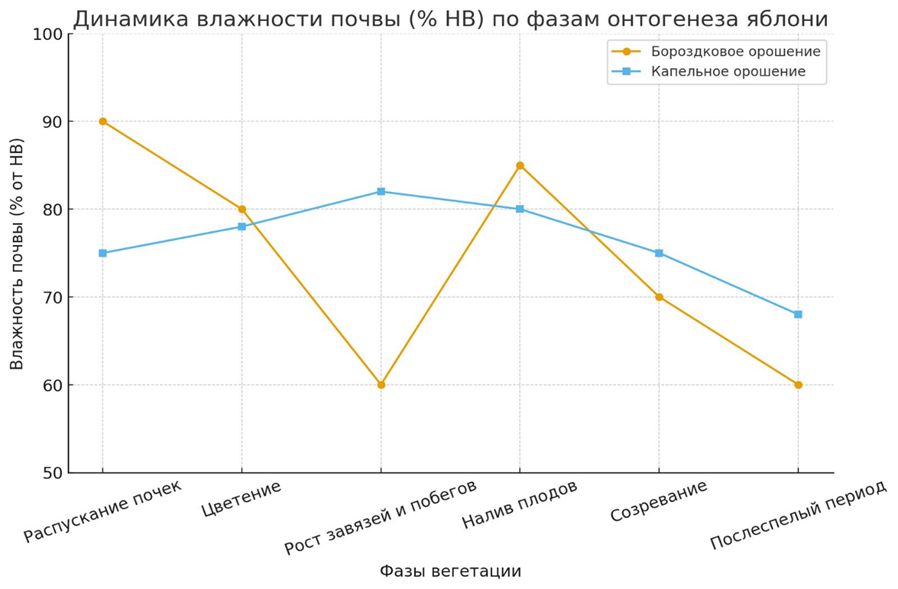 Динамика влажности почвы (% НВ) по фазам онтогенеза яблони
Бороздковое орошение
Капельное орошение
Влажность почвы (% от НВ)
100
90
80
70
60
50
Распускание почек
Цветение
Рост завязей и побегов
Налив плодов
Созревание
Послеспелый период
Фазы вегетации